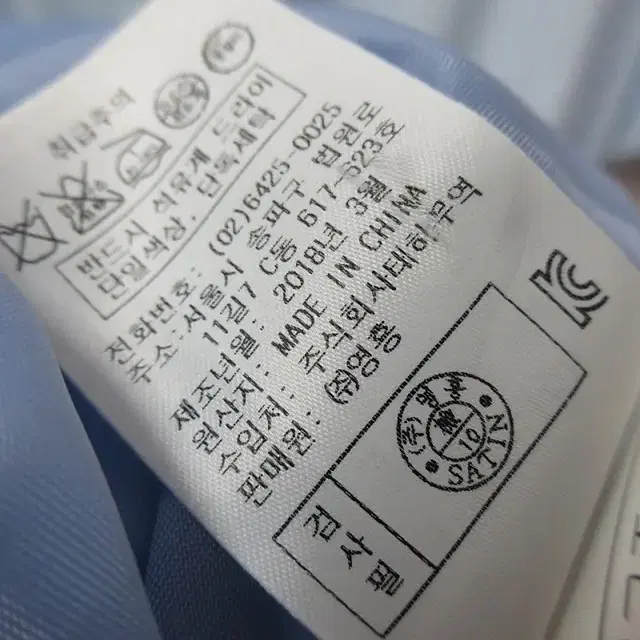 취급주의
반드시 석유계 드라이
단일색상. 단독세탁
전화번호: (02)6425-0025
주소:서울시 송파구 법원로
11길7 C동 617-623호
제조년월: 2018년 3월
원산지: MADE IN CHINA
수입자: 주식회사태하무역
판매원: ㈜영흥
검사필
10
SATIN